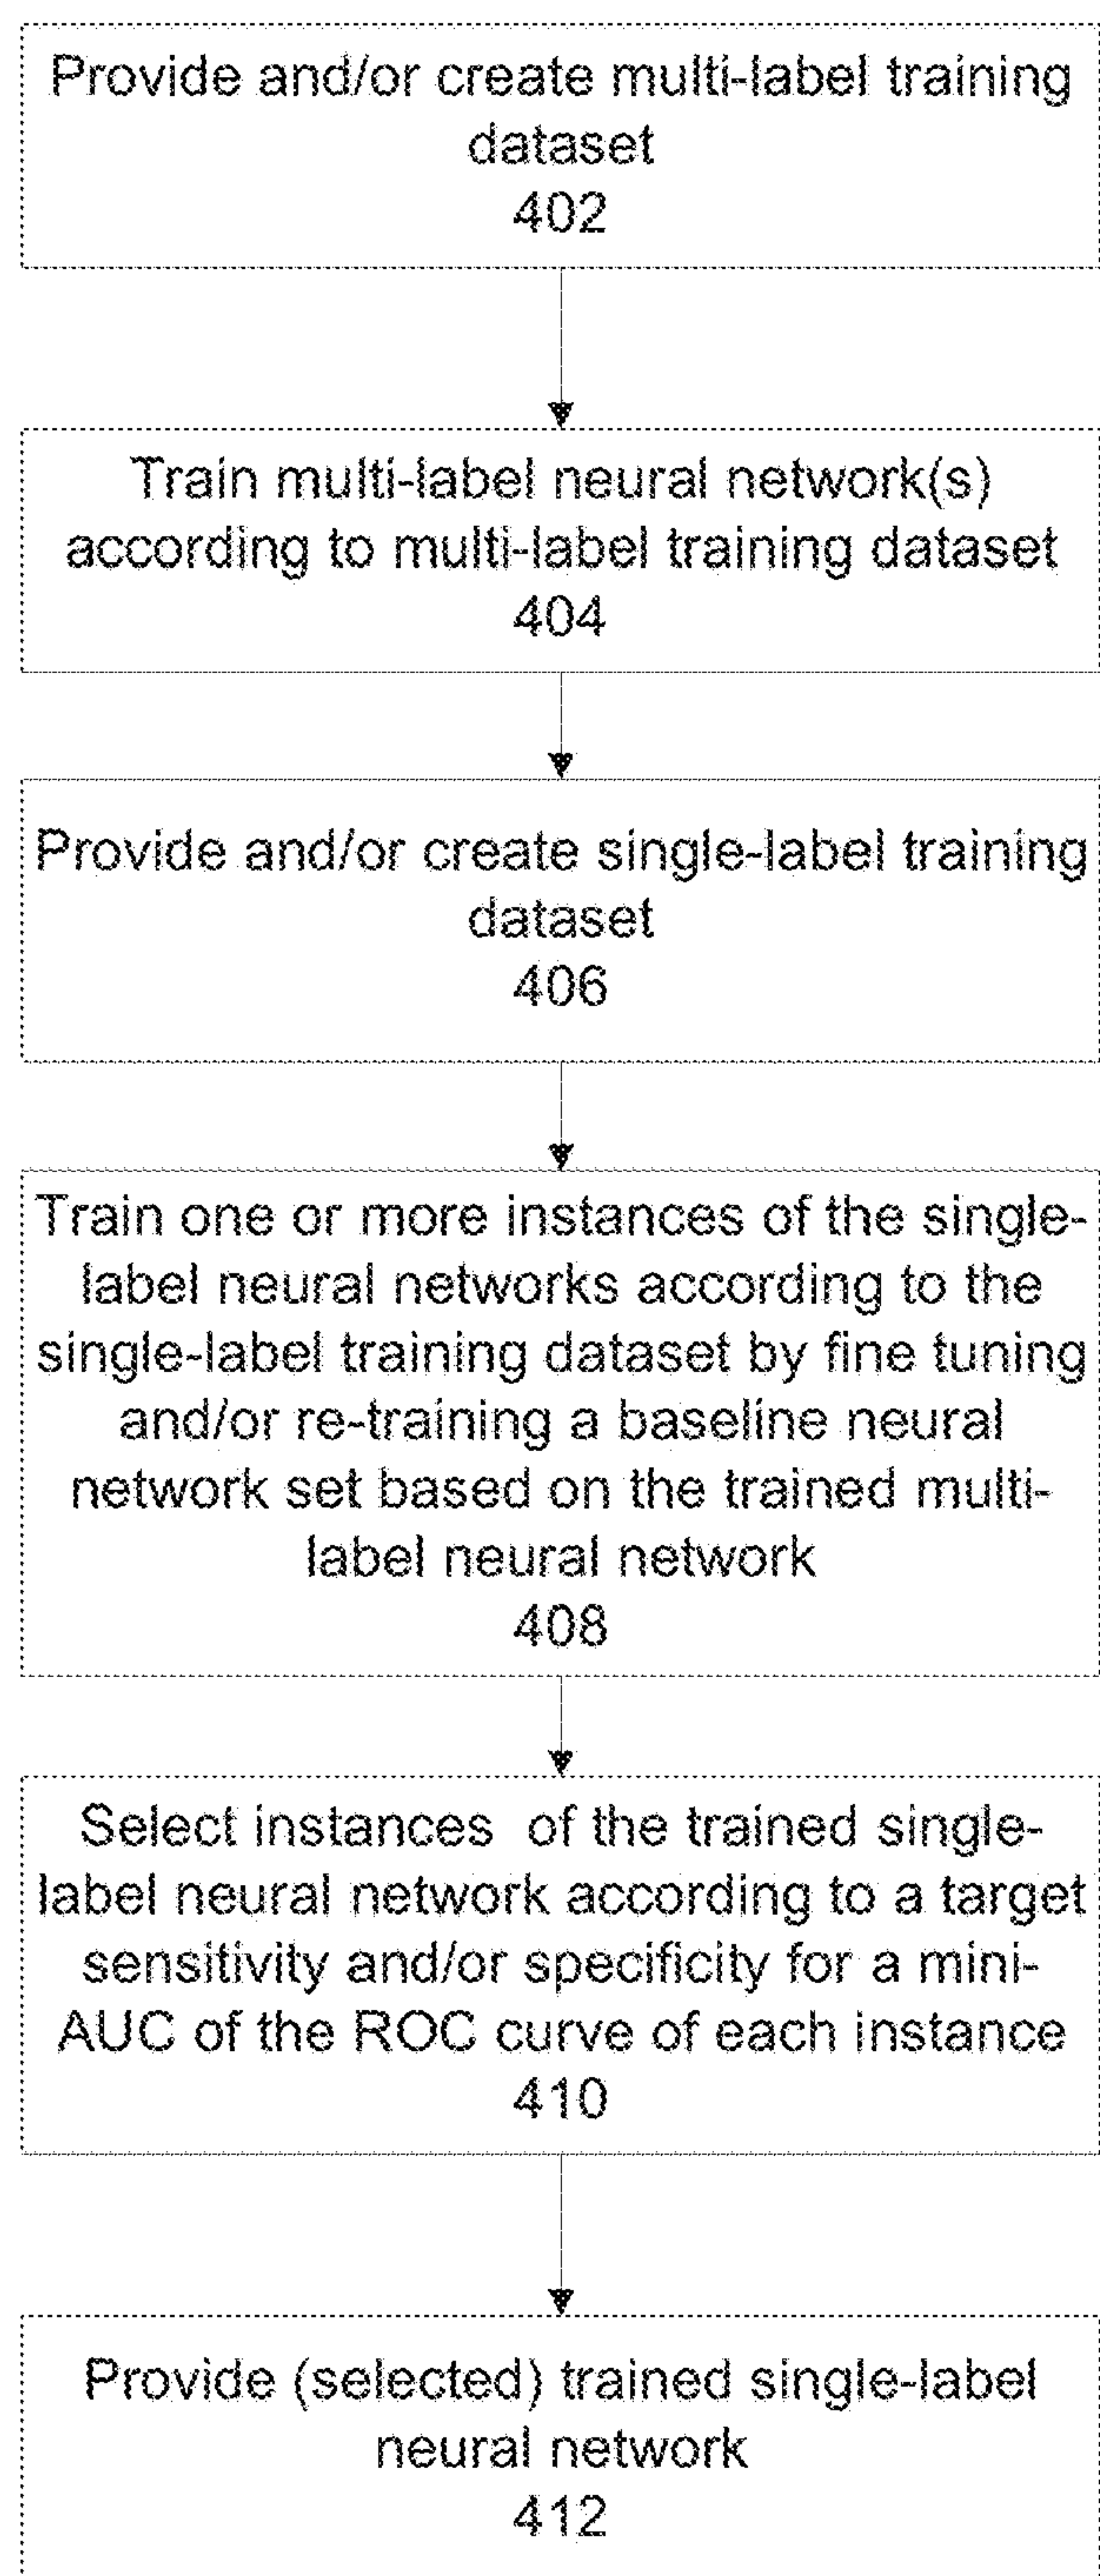 Provide and/or create multi-label training
dataset
402
Train multi-label neural network(s)
according to multi-label training dataset
404
Provide and/or create single-label training
dataset
406
Train one or more instances of the single-
label neural networks according to the
single-label training dataset by fine tuning
and/or re-training a baseline neural
network set based on the trained multi-
label neural network
408
Select instances of the trained single-
label neural network according to a target
sensitivity and/or specificity for a mini-
AUC of the ROC curve of each instance
410
Provide (selected) trained single-label
neural network
412